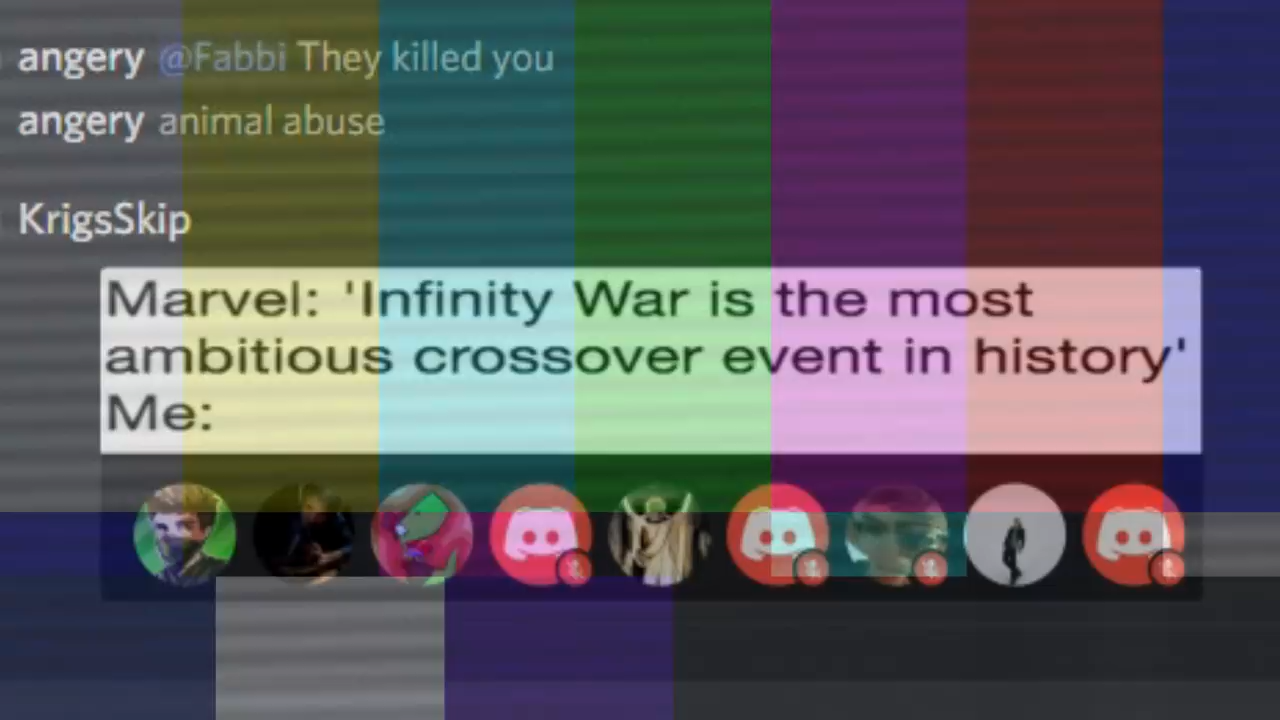 angery @Fabbi They killed you
angery animal abuse
KrigsSkip
Marvel: 'Infinity War is the most
ambitious crossover event in history'
Me: